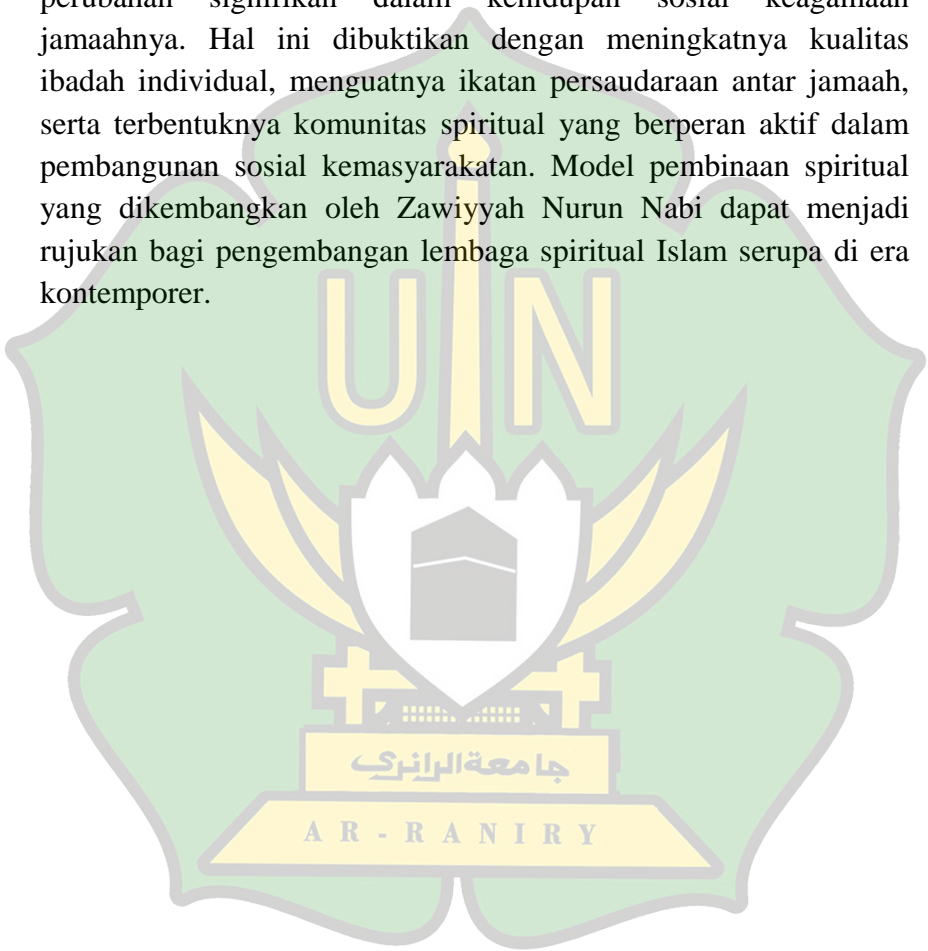 perubahan signifikan dalam kehidupan sosial keagamaan
jamaahnya. Hal ini dibuktikan dengan meningkatnya kualitas
ibadah individual, menguatnya ikatan persaudaraan antar jamaah,
serta terbentuknya komunitas spiritual yang berperan aktif dalam
pembangunan sosial kemasyarakatan. Model pembinaan spiritual
yang dikembangkan oleh Zawiyyah Nurun Nabi dapat menjadi
rujukan bagi pengembangan lembaga spiritual Islam serupa di era
kontemporer.
UIN
جامعة الرانري
AR-RANIRY